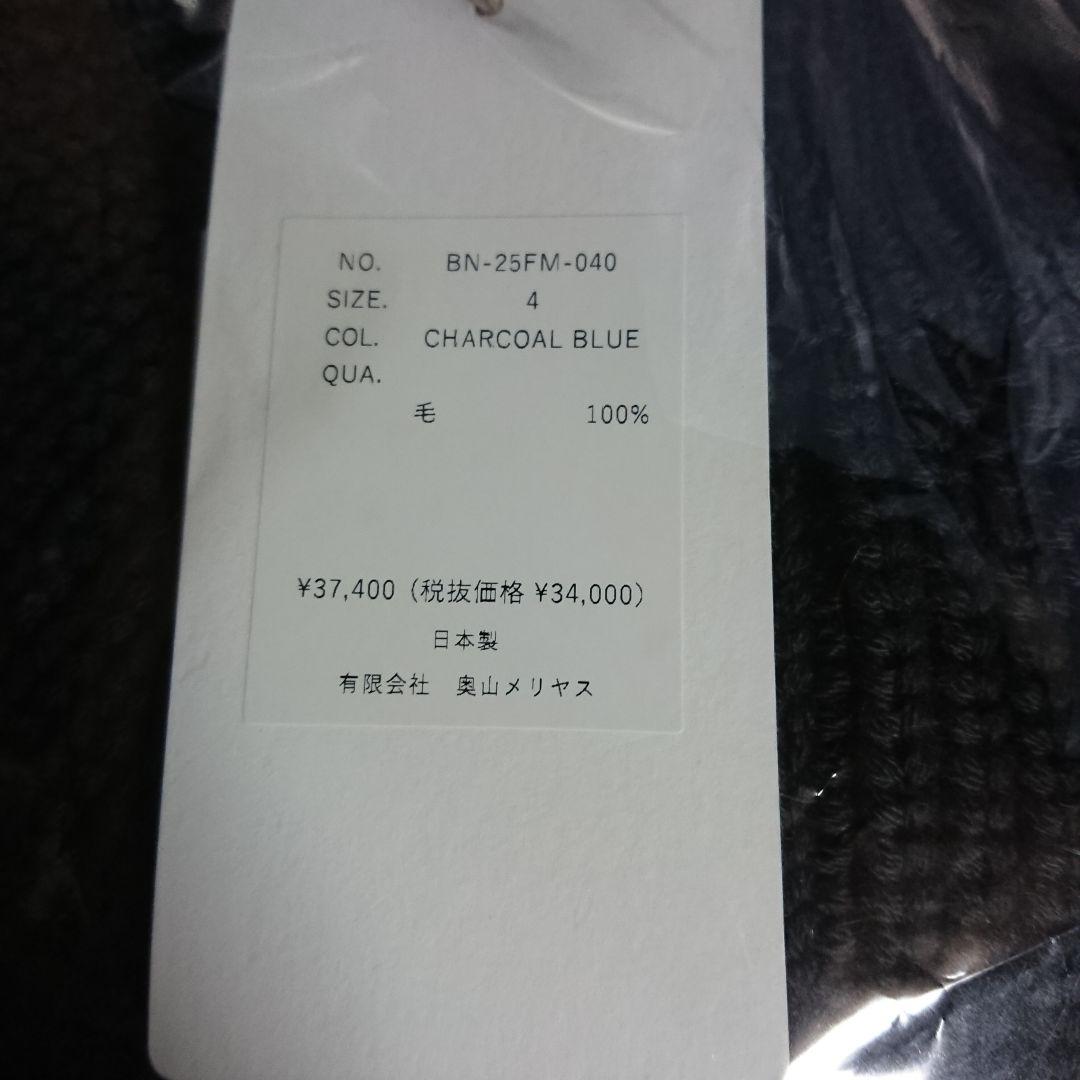 NO. BN-25FM-040
SIZE. 4
COL. CHARCOAL BLUE
QUA.
毛 100%
¥37,400（税抜価格 ¥34,000）
日本製
有限会社　奥山メリヤス